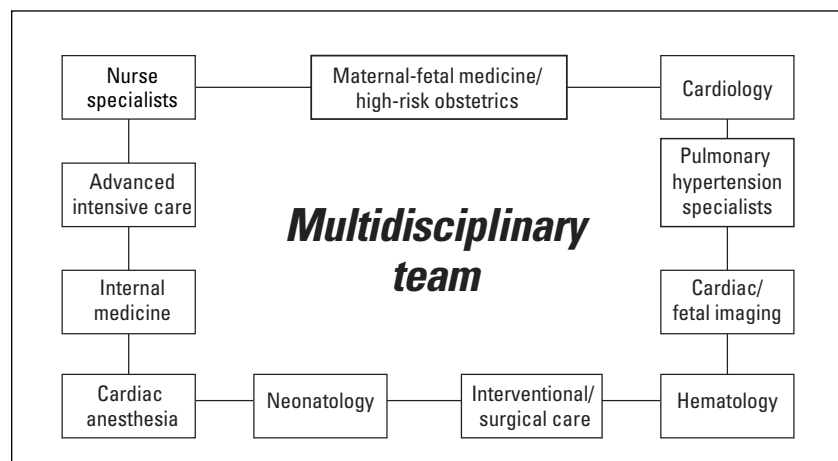 Nurse
specialists
Maternal-fetal medicine/
high-risk obstetrics
Cardiology
Advanced
intensive care
Pulmonary
hypertension
specialists
Multidisciplinary
team
Internal
medicine
Cardiac/
fetal imaging
Cardiac
anesthesia
Neonatology
Interventional/
surgical care
Hematology